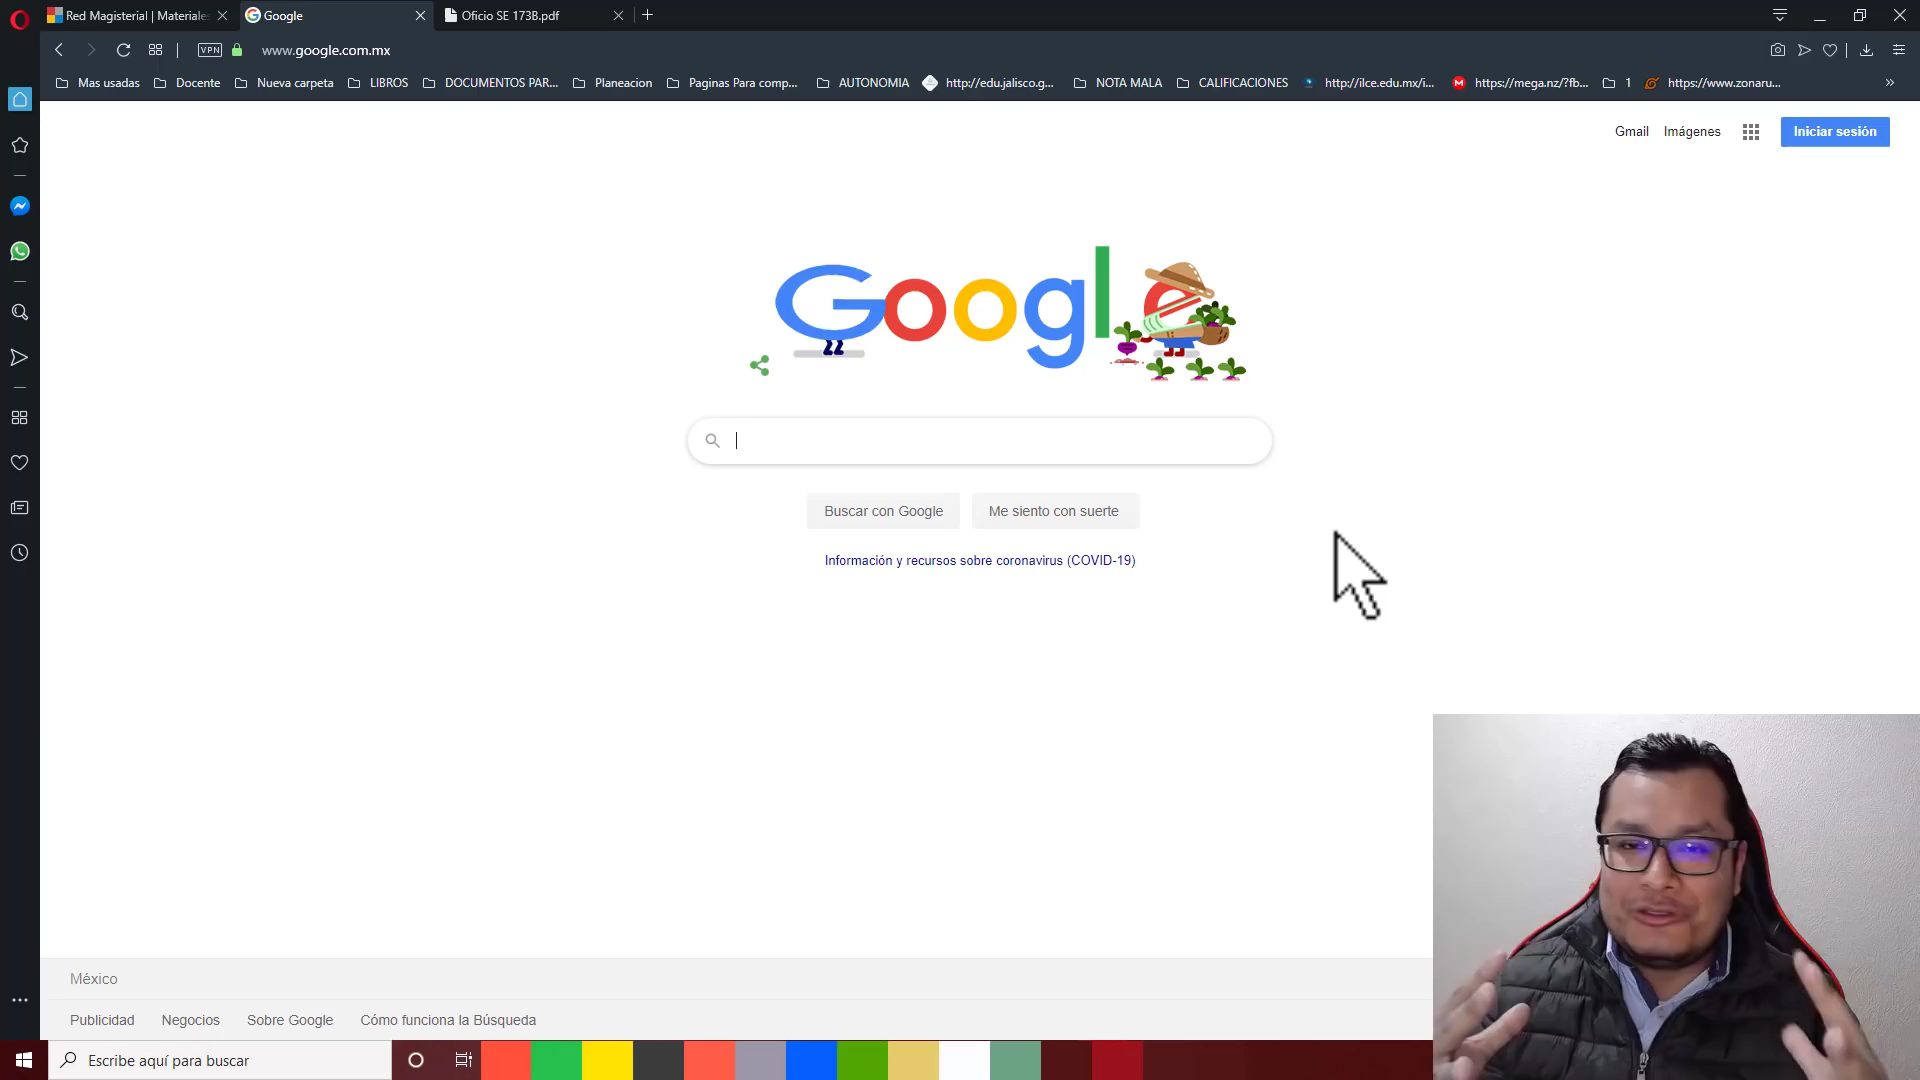 Red Magisterial | Materiale
Google
Oficio SE 173B.pdf
VPN
www.google.com.mx
Mas usadas
Docente
Nueva carpeta
LIBROS
DOCUMENTOS PAR...
Planeacion
Paginas Para comp...
AUTONOMIA
http://edu.jalisco.g...
NOTA MALA
CALIFICACIONES
http://ilce.edu.mx/i...
https://mega.nz/?fb...
1
https://www.zonaru...
Gmail
Imágenes
Iniciar sesión
Google
Buscar con Google
Me siento con suerte
Información y recursos sobre coronavirus (COVID-19)
México
Publicidad
Negocios
Sobre Google
Cómo funciona la Búsqueda
Escribe aquí para buscar